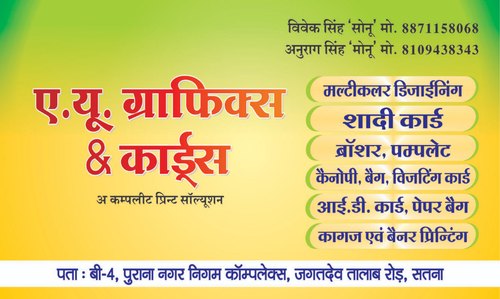 विवेक सिंह ‘सोनू’ मो. 8871158068
अनुराग सिंह ‘मोनू’ मो. 8109438343
ए.यू. ग्राफिक्स
& कार्ड्स
अ कम्पलीट प्रिन्ट सॉल्यूशन
मल्टीकलर डिजाईनिंग
शादी कार्ड
ब्रॉशर, पम्पलेट
कैनोपी, बैग, विजटिंग कार्ड
आई.डी. कार्ड, पेपर बैग
कागज एवं बैनर प्रिन्टिंग
पता : बी-4, पुराना नगर निगम कॉम्पलेक्स, जगतदेव तालाब रोड़, सतना